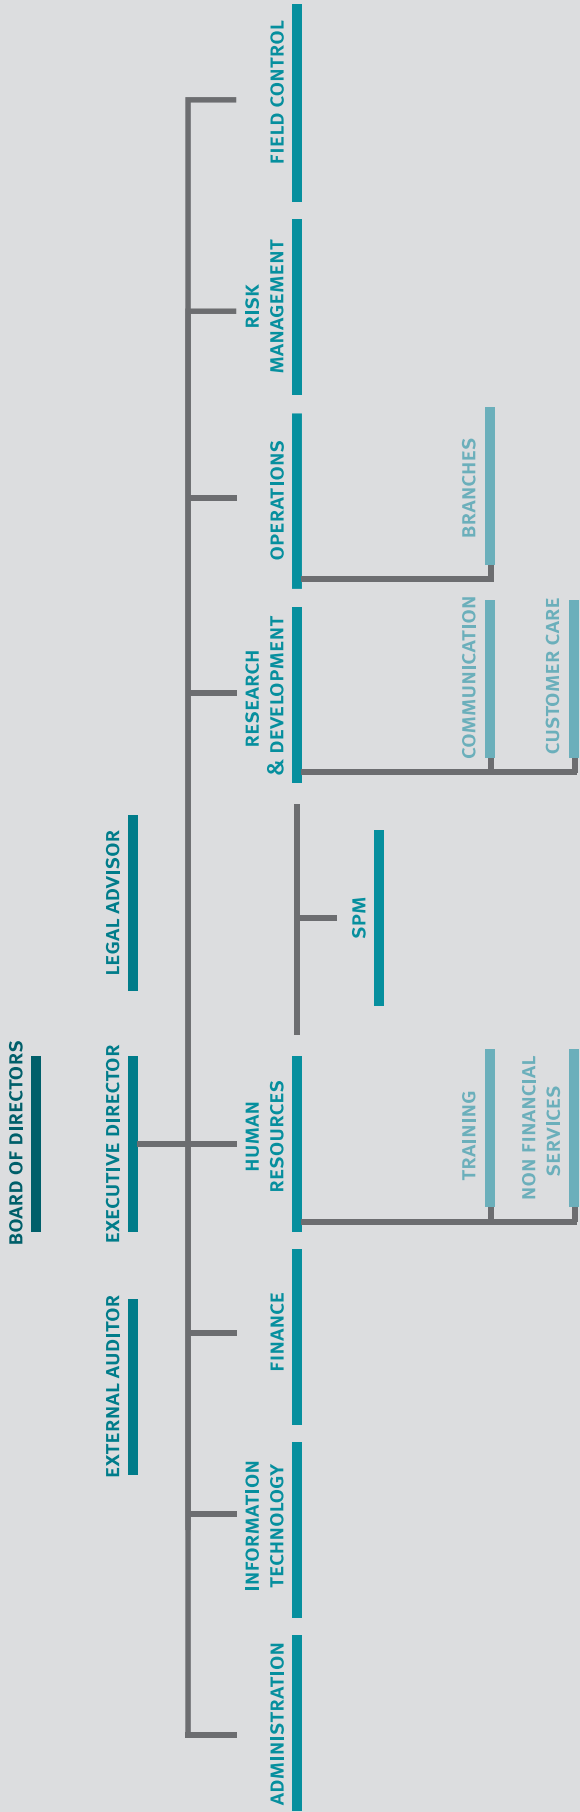 BOARD OF DIRECTORS
EXTERNAL AUDITOR
EXECUTIVE DIRECTOR
LEGAL ADVISOR
ADMINISTRATION
INFORMATION
TECHNOLOGY
FINANCE
HUMAN
RESOURCES
RESEARCH
& DEVELOPMENT
OPERATIONS
RISK
MANAGEMENT
FIELD CONTROL
SPM
TRAINING
COMMUNICATION
BRANCHES
NON FINANCIAL
SERVICES
CUSTOMER CARE